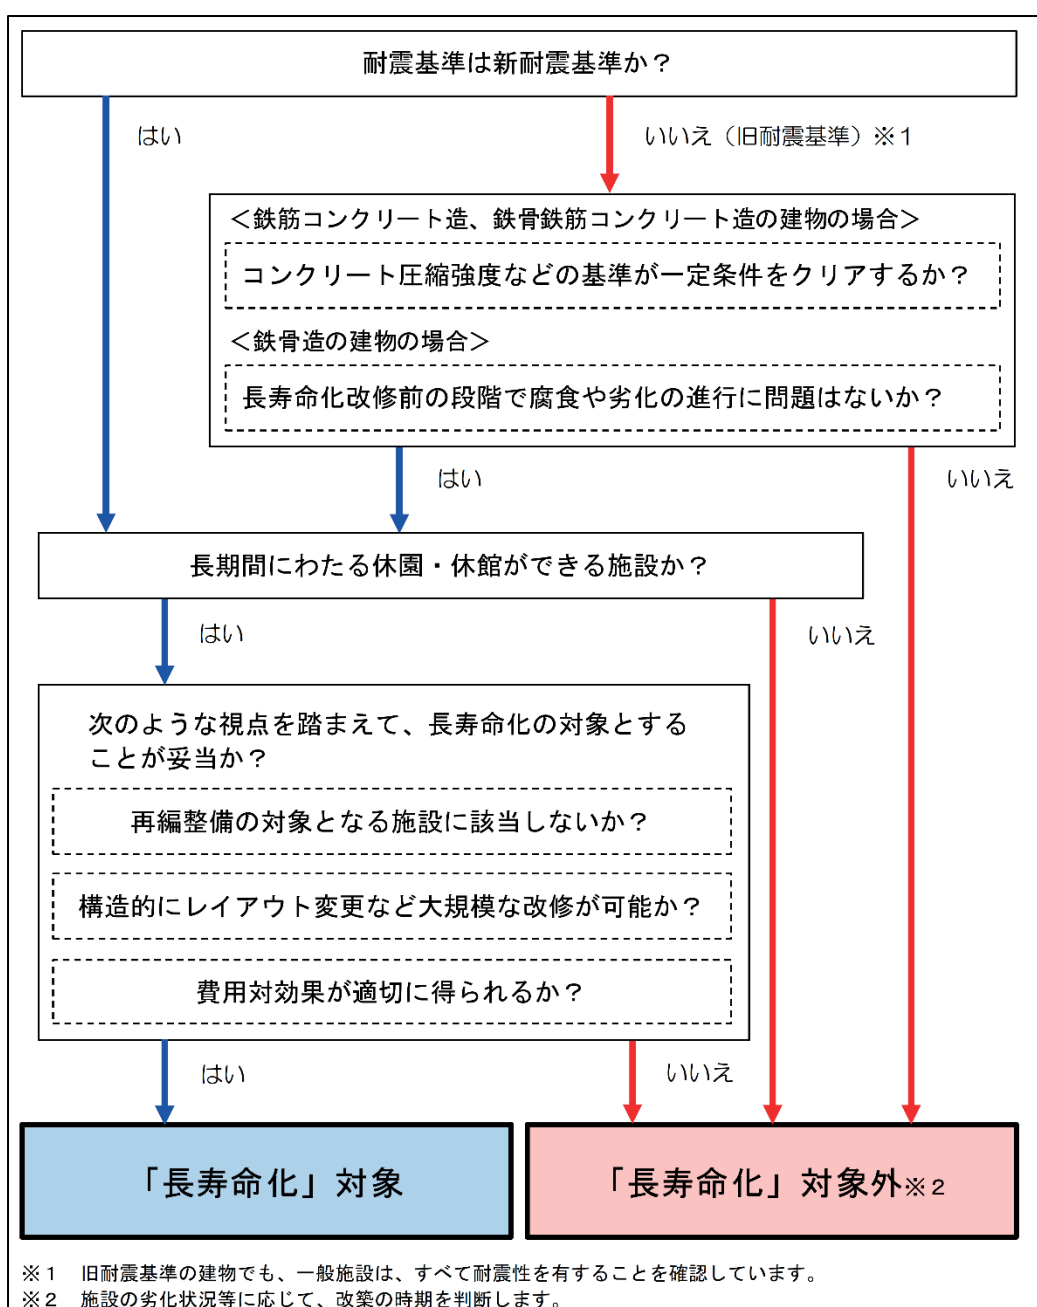 耐震基準は新耐震基準か？
はい
いいえ（旧耐震基準）※１
＜鉄筋コンクリート造、鉄骨鉄筋コンクリート造の建物の場合＞
コンクリート圧縮強度などの基準が一定条件をクリアするか？
＜鉄骨造の建物の場合＞
長寿命化改修前の段階で腐食や劣化の進行に問題はないか？
はい
いいえ
長期間にわたる休園・休館ができる施設か？
はい
いいえ
次のような視点を踏まえて、長寿命化の対象とする
ことが妥当か？
再編整備の対象となる施設に該当しないか？
構造的にレイアウト変更など大規模な改修が可能か？
費用対効果が適切に得られるか？
はい
いいえ
「長寿命化」対象
「長寿命化」対象外※２
※１　旧耐震基準の建物でも、一般施設は、すべて耐震性を有することを確認しています。
※２　施設の劣化状況等に応じて、改築の時期を判断します。